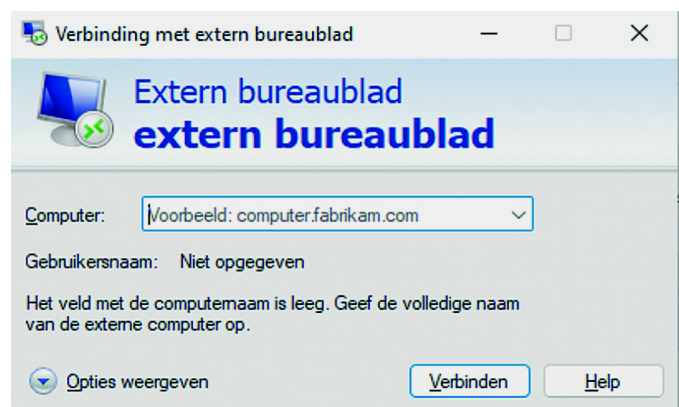 Verbinding met extern bureaublad
Extern bureaublad
extern bureaublad
Computer: Voorbeeld: computer.fabrikam.com
Gebruikersnaam: Niet opgegeven
Het veld met de computernaam is leeg. Geef de volledige naam
van de externe computer op.
Opties weergeven Verbinden Help